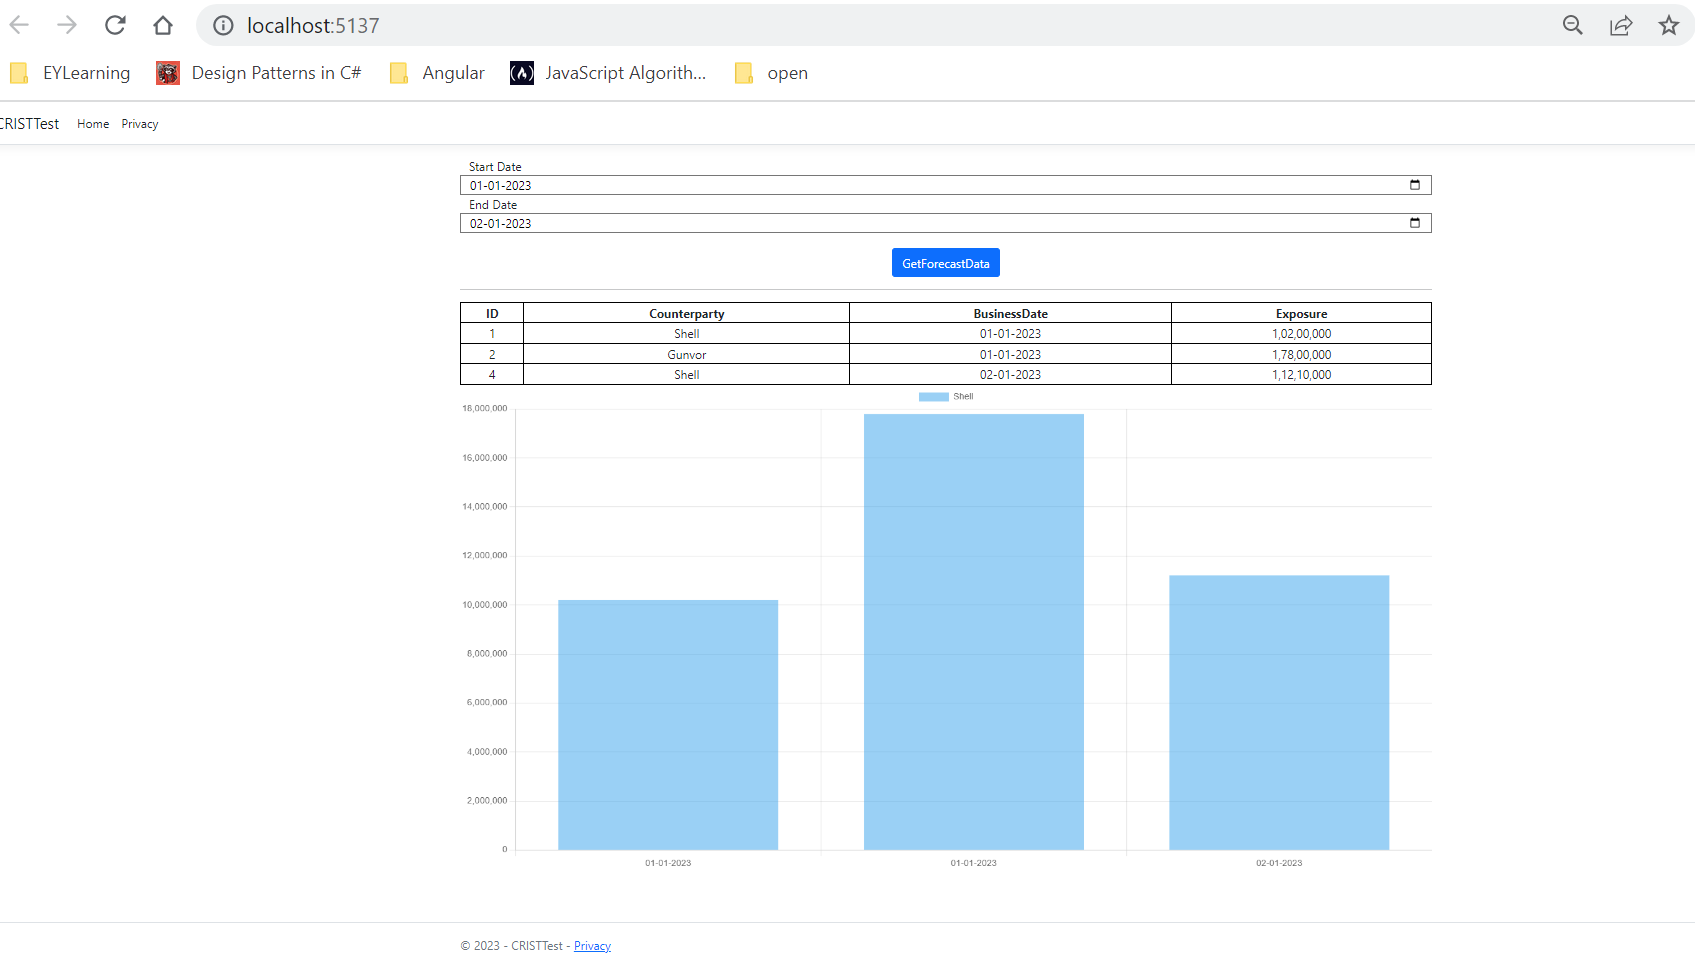 localhost:5137
EYLearning Design Patterns in C# Angular JavaScript Algorith... open
CRISTTest Home Privacy
Start Date
01-01-2023
End Date
02-01-2023
GetForecastData
ID Counterparty BusinessDate Exposure
1 Shell 01-01-2023 1,02,00,000
2 Gunvor 01-01-2023 1,78,00,000
4 Shell 02-01-2023 1,12,10,000
Shell
18,000,000
16,000,000
14,000,000
12,000,000
10,000,000
8,000,000
6,000,000
4,000,000
2,000,000
0
01-01-2023 01-01-2023 02-01-2023
© 2023 - CRISTTest - Privacy